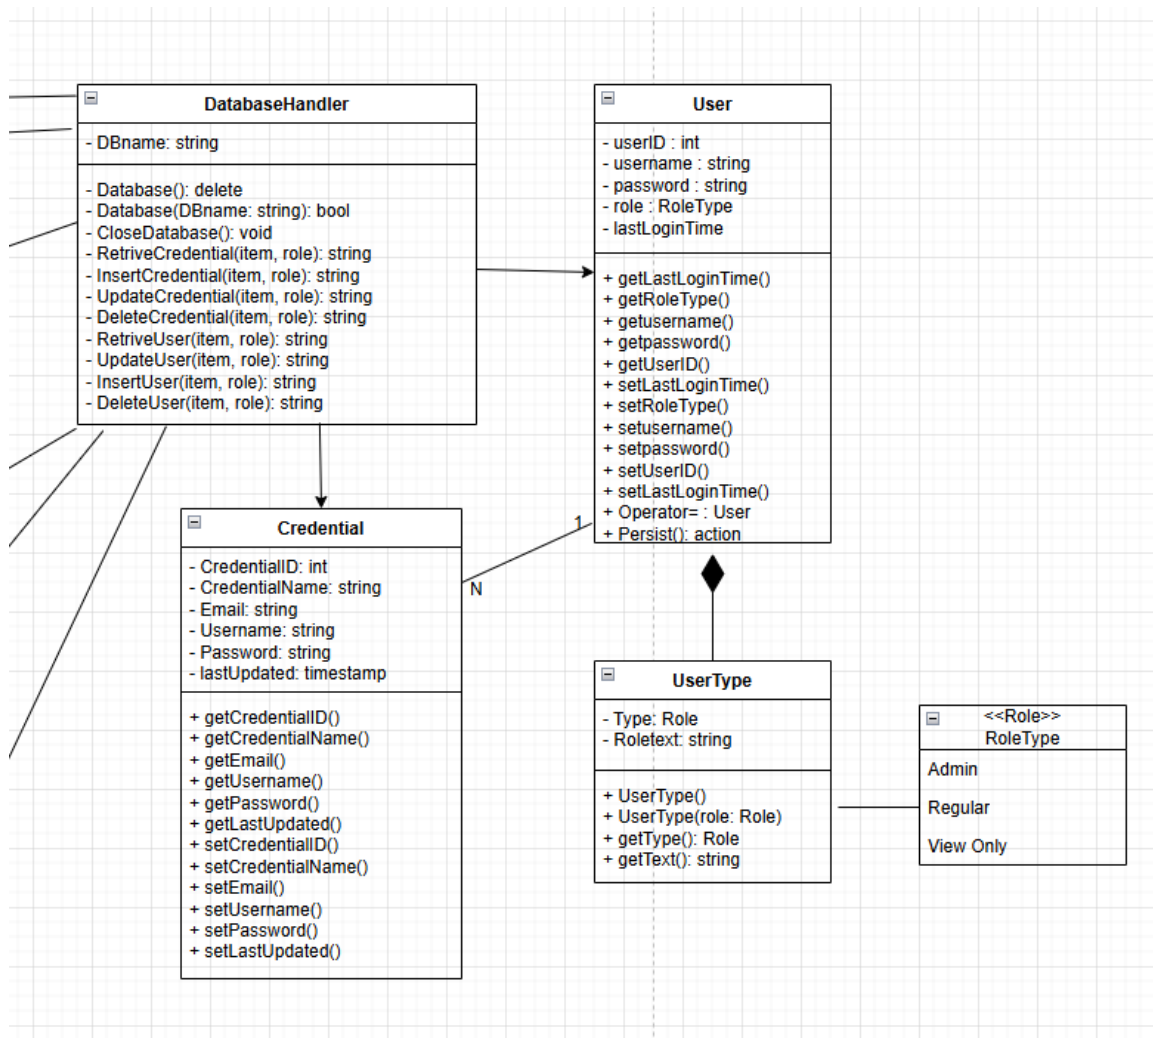 DatabaseHandler
- DBname: string
- Database(): delete
- Database(DBname: string): bool
- CloseDatabase(): void
- RetriveCredential(item, role): string
- InsertCredential(item, role): string
- UpdateCredential(item, role): string
- DeleteCredential(item, role): string
- RetriveUser(item, role): string
- UpdateUser(item, role): string
- InsertUser(item, role): string
- DeleteUser(item, role): string
User
- userID : int
- username : string
- password : string
- role : RoleType
- lastLoginTime
+ getLastLoginTime()
+ getRoleType()
+ getusername()
+ getpassword()
+ getUserID()
+ setLastLoginTime()
+ setRoleType()
+ setusername()
+ setpassword()
+ setUserID()
+ setLastLoginTime()
+ Operator= : User
+ Persist(): action
1
N
Credential
- CredentialID: int
- CredentialName: string
- Email: string
- Username: string
- Password: string
- lastUpdated: timestamp
+ getCredentialID()
+ getCredentialName()
+ getEmail()
+ getUsername()
+ getPassword()
+ getLastUpdated()
+ setCredentialID()
+ setCredentialName()
+ setEmail()
+ setUsername()
+ setPassword()
+ setLastUpdated()
UserType
- Type: Role
- Roletext: string
+ UserType()
+ UserType(role: Role)
+ getType(): Role
+ getText(): string
<<Role>>
RoleType
Admin
Regular
View Only